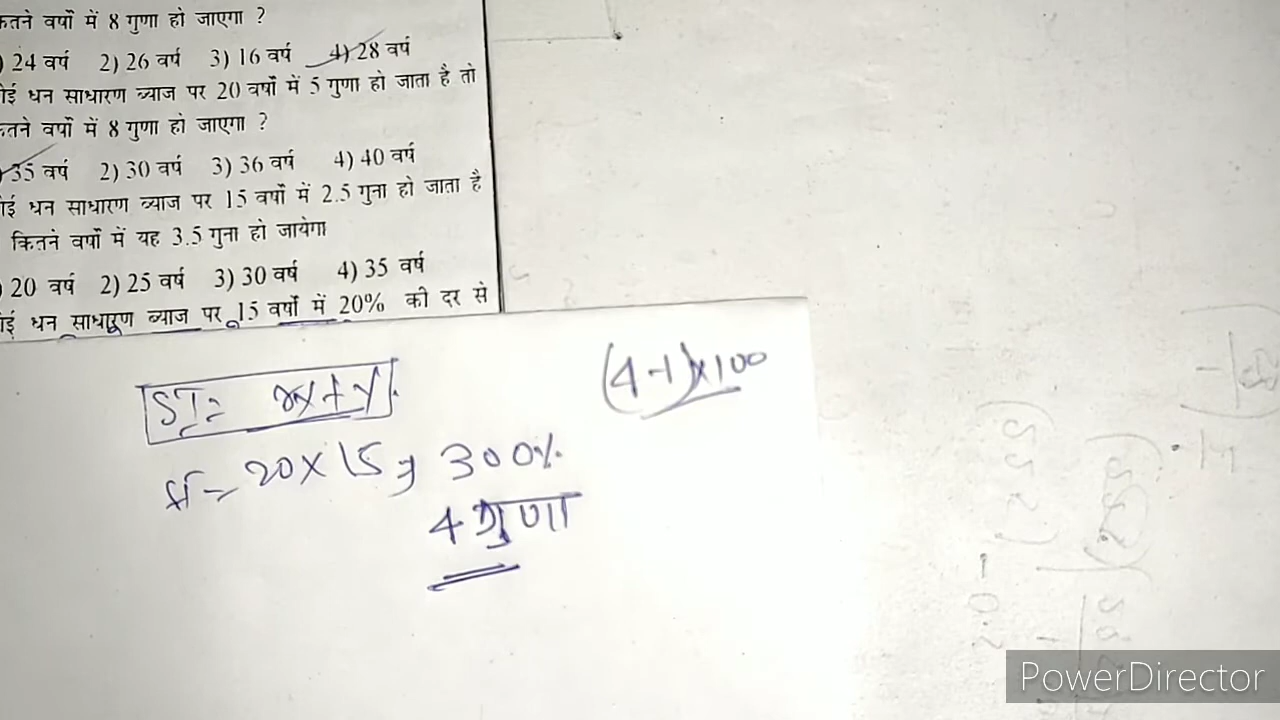 कतने वर्षों में 8 गुणा हो जाएगा ?
) 24 वर्ष 2) 26 वर्ष 3) 16 वर्ष 4) 28 वर्ष
ोई धन साधारण ब्याज पर 20 वर्षों में 5 गुणा हो जाता है तो
कतने वर्षों में 8 गुणा हो जाएगा ?
35 वर्ष 2) 30 वर्ष 3) 36 वर्ष 4) 40 वर्ष
ोई धन साधारण ब्याज पर 15 वर्षों में 2.5 गुना हो जाता है
कितने वर्षों में यह 3.5 गुना हो जायेगा
) 20 वर्ष 2) 25 वर्ष 3) 30 वर्ष 4) 35 वर्ष
ोई धन साधारण ब्याज पर 15 वर्षों में 20% की दर से
(4-1)×100
SI =
= 20 × 15 300%
4 गुणा
PowerDirector